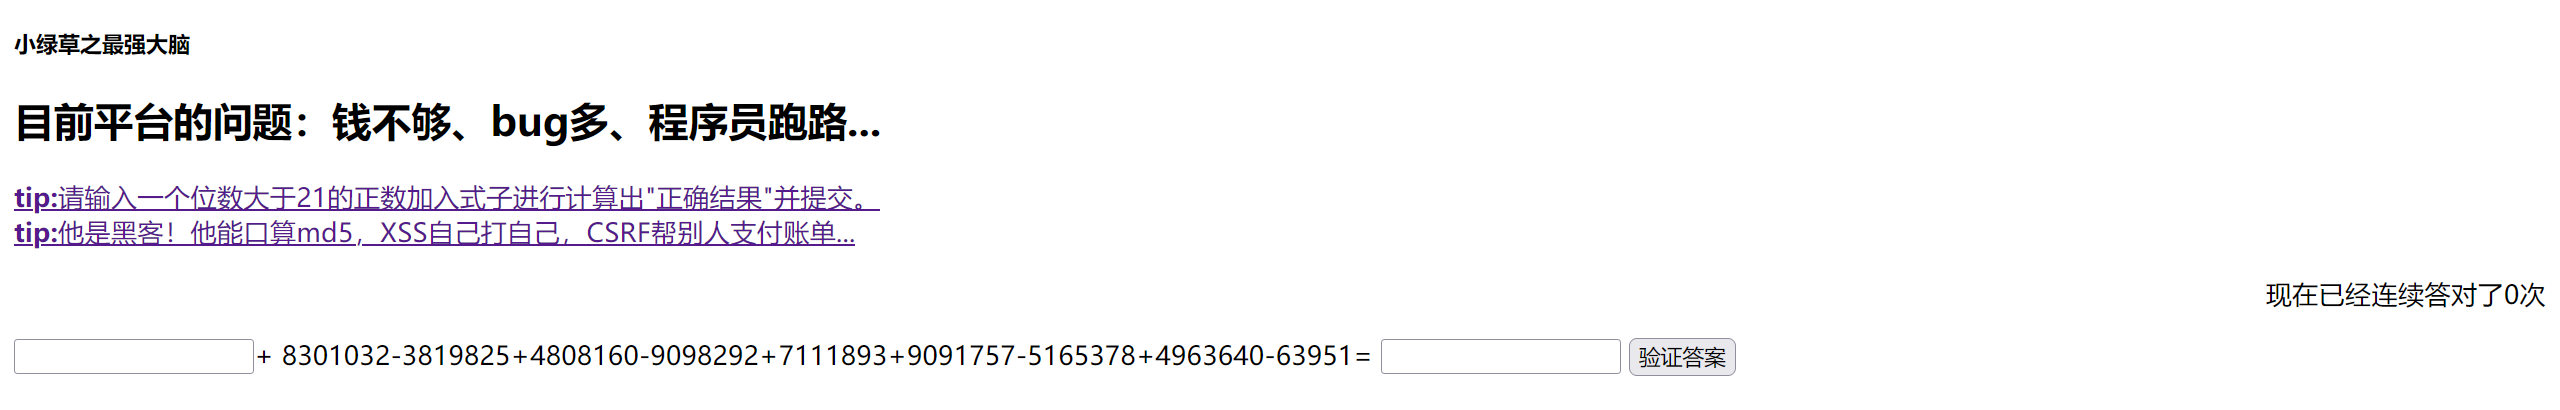 小绿草之最强大脑
目前平台的问题：钱不够、bug多、程序员跑路...
tip:请输入一个位数大于21的正数加入式子进行计算出"正确结果"并提交。
tip:他是黑客！他能口算md5，XSS自己打自己，CSRF帮别人支付账单...
现在已经连续答对了0次
+ 8301032-3819825+4808160-9098292+7111893+9091757-5165378+4963640-63951= 验证答案